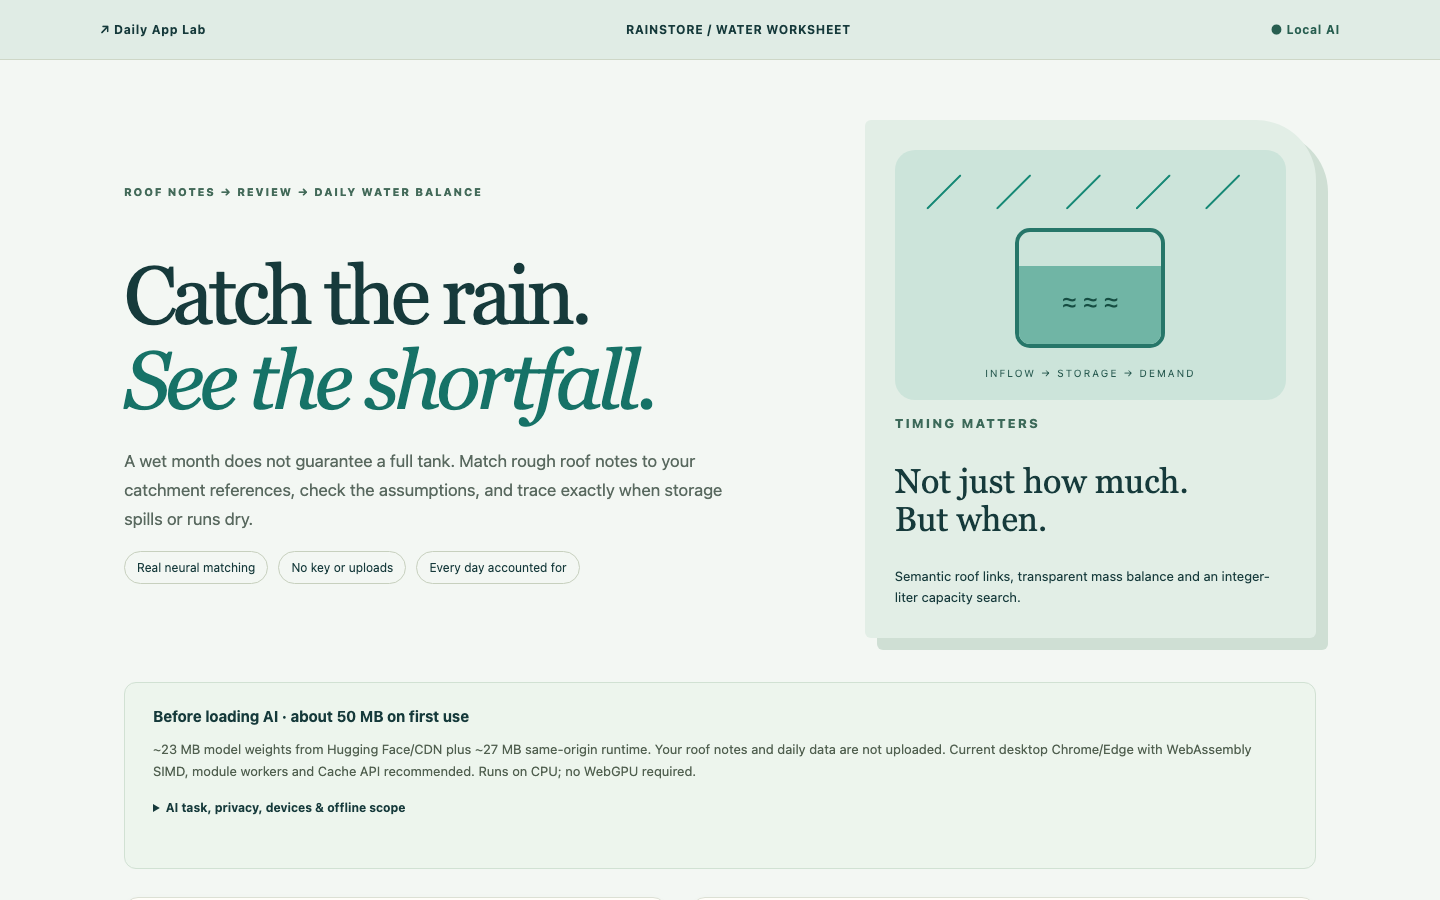 ↗ Daily App Lab
RAINSTORE / WATER WORKSHEET
● Local AI
ROOF NOTES → REVIEW → DAILY WATER BALANCE
Catch the rain.
See the shortfall.
A wet month does not guarantee a full tank. Match rough roof notes to your
catchment references, check the assumptions, and trace exactly when storage
spills or runs dry.
Real neural matching
No key or uploads
Every day accounted for
≈ ≈ ≈
INFLOW → STORAGE → DEMAND
TIMING MATTERS
Not just how much.
But when.
Semantic roof links, transparent mass balance and an integer-
liter capacity search.
Before loading AI · about 50 MB on first use
~23 MB model weights from Hugging Face/CDN plus ~27 MB same-origin runtime. Your roof notes and daily data are not uploaded. Current desktop Chrome/Edge with WebAssembly
SIMD, module workers and Cache API recommended. Runs on CPU; no WebGPU required.
▶ AI task, privacy, devices & offline scope